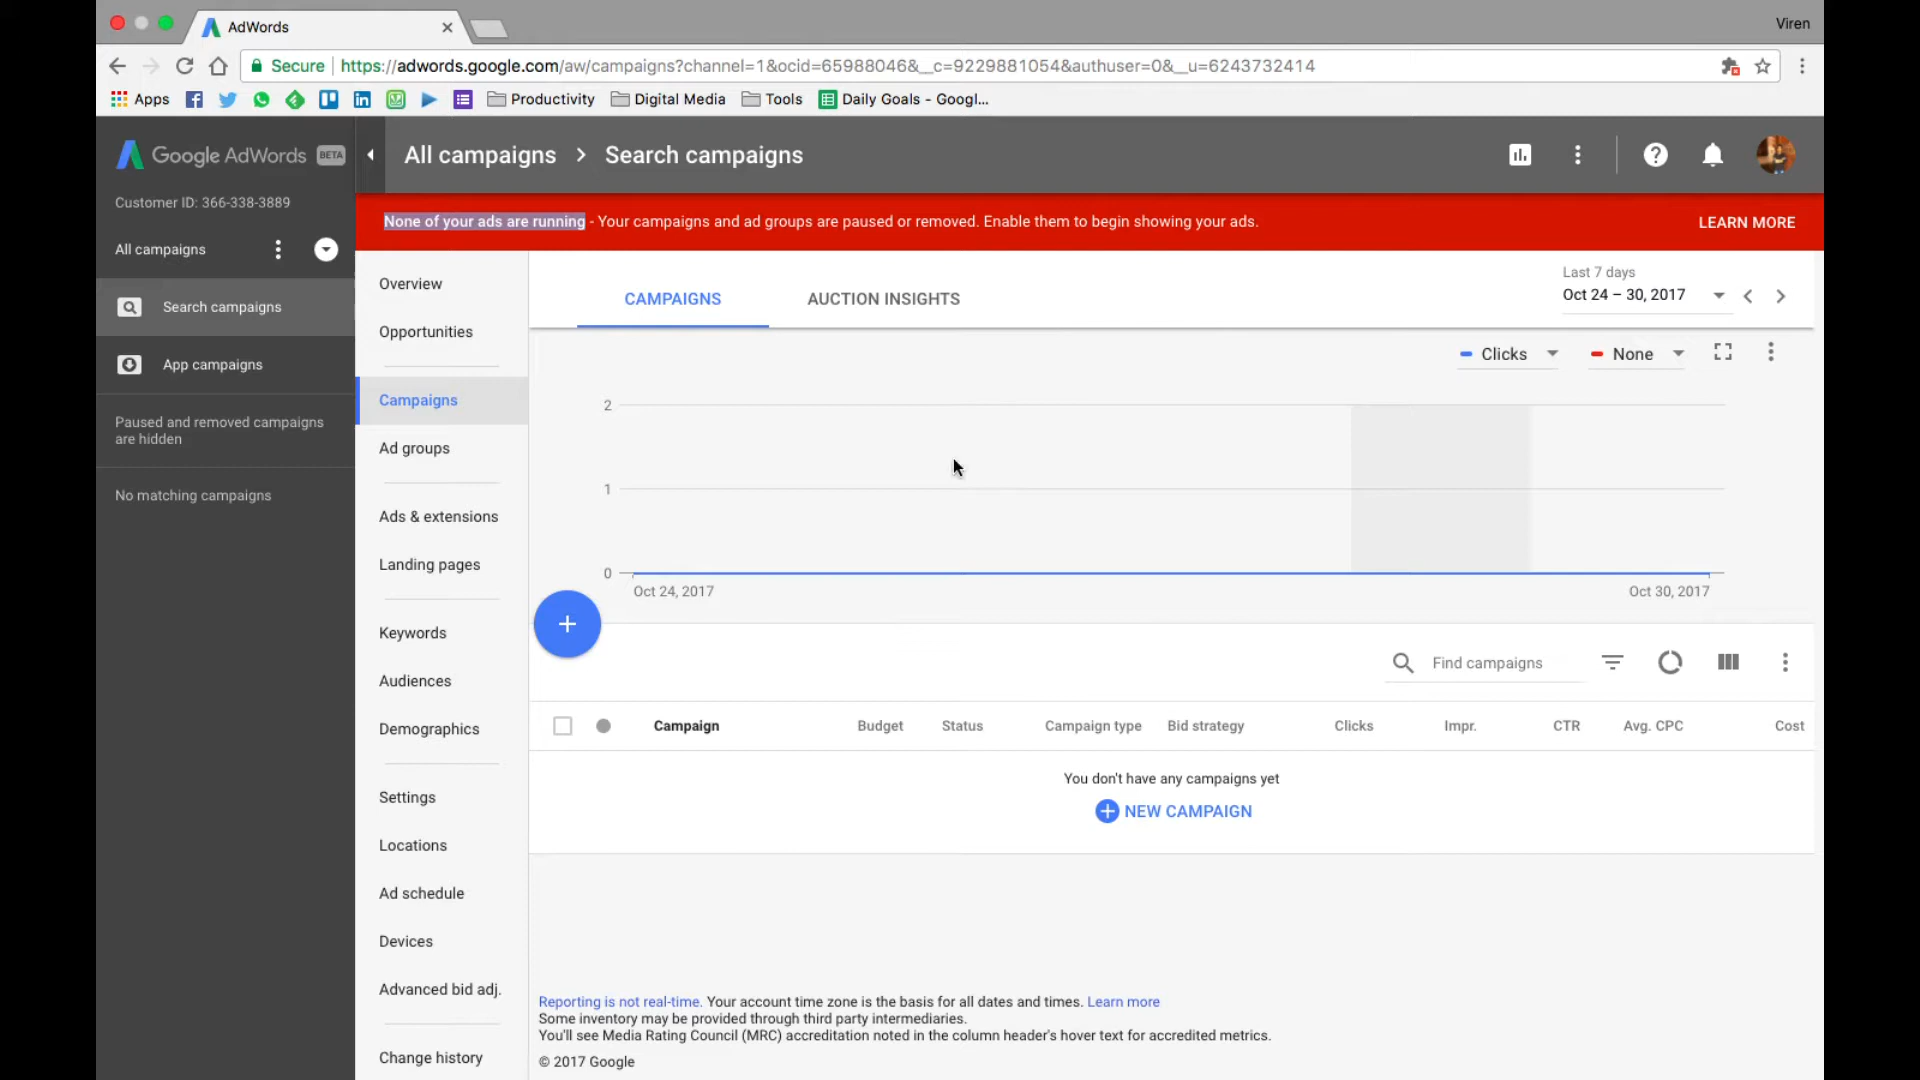 AdWords
Viren
Secure
https://adwords.google.com/aw/campaigns?channel=1&ocid=65988046&__c=9229881054&authuser=0&__u=6243732414
Apps
Productivity
Digital Media
Tools
Daily Goals - Googl...
Google AdWords BETA
All campaigns > Search campaigns
Customer ID: 366-338-3889
None of your ads are running - Your campaigns and ad groups are paused or removed. Enable them to begin showing your ads.
LEARN MORE
All campaigns
Search campaigns
App campaigns
Paused and removed campaigns
are hidden
No matching campaigns
Overview
Opportunities
Campaigns
Ad groups
Ads & extensions
Landing pages
Keywords
Audiences
Demographics
Settings
Locations
Ad schedule
Devices
Advanced bid adj.
Change history
CAMPAIGNS
AUCTION INSIGHTS
Last 7 days
Oct 24 – 30, 2017
Clicks
None
2
1
0
Oct 24, 2017
Oct 30, 2017
Find campaigns
Campaign
Budget
Status
Campaign type
Bid strategy
Clicks
Impr.
CTR
Avg. CPC
Cost
You don't have any campaigns yet
NEW CAMPAIGN
Reporting is not real-time. Your account time zone is the basis for all dates and times. Learn more
Some inventory may be provided through third party intermediaries.
You'll see Media Rating Council (MRC) accreditation noted in the column header's hover text for accredited metrics.
© 2017 Google